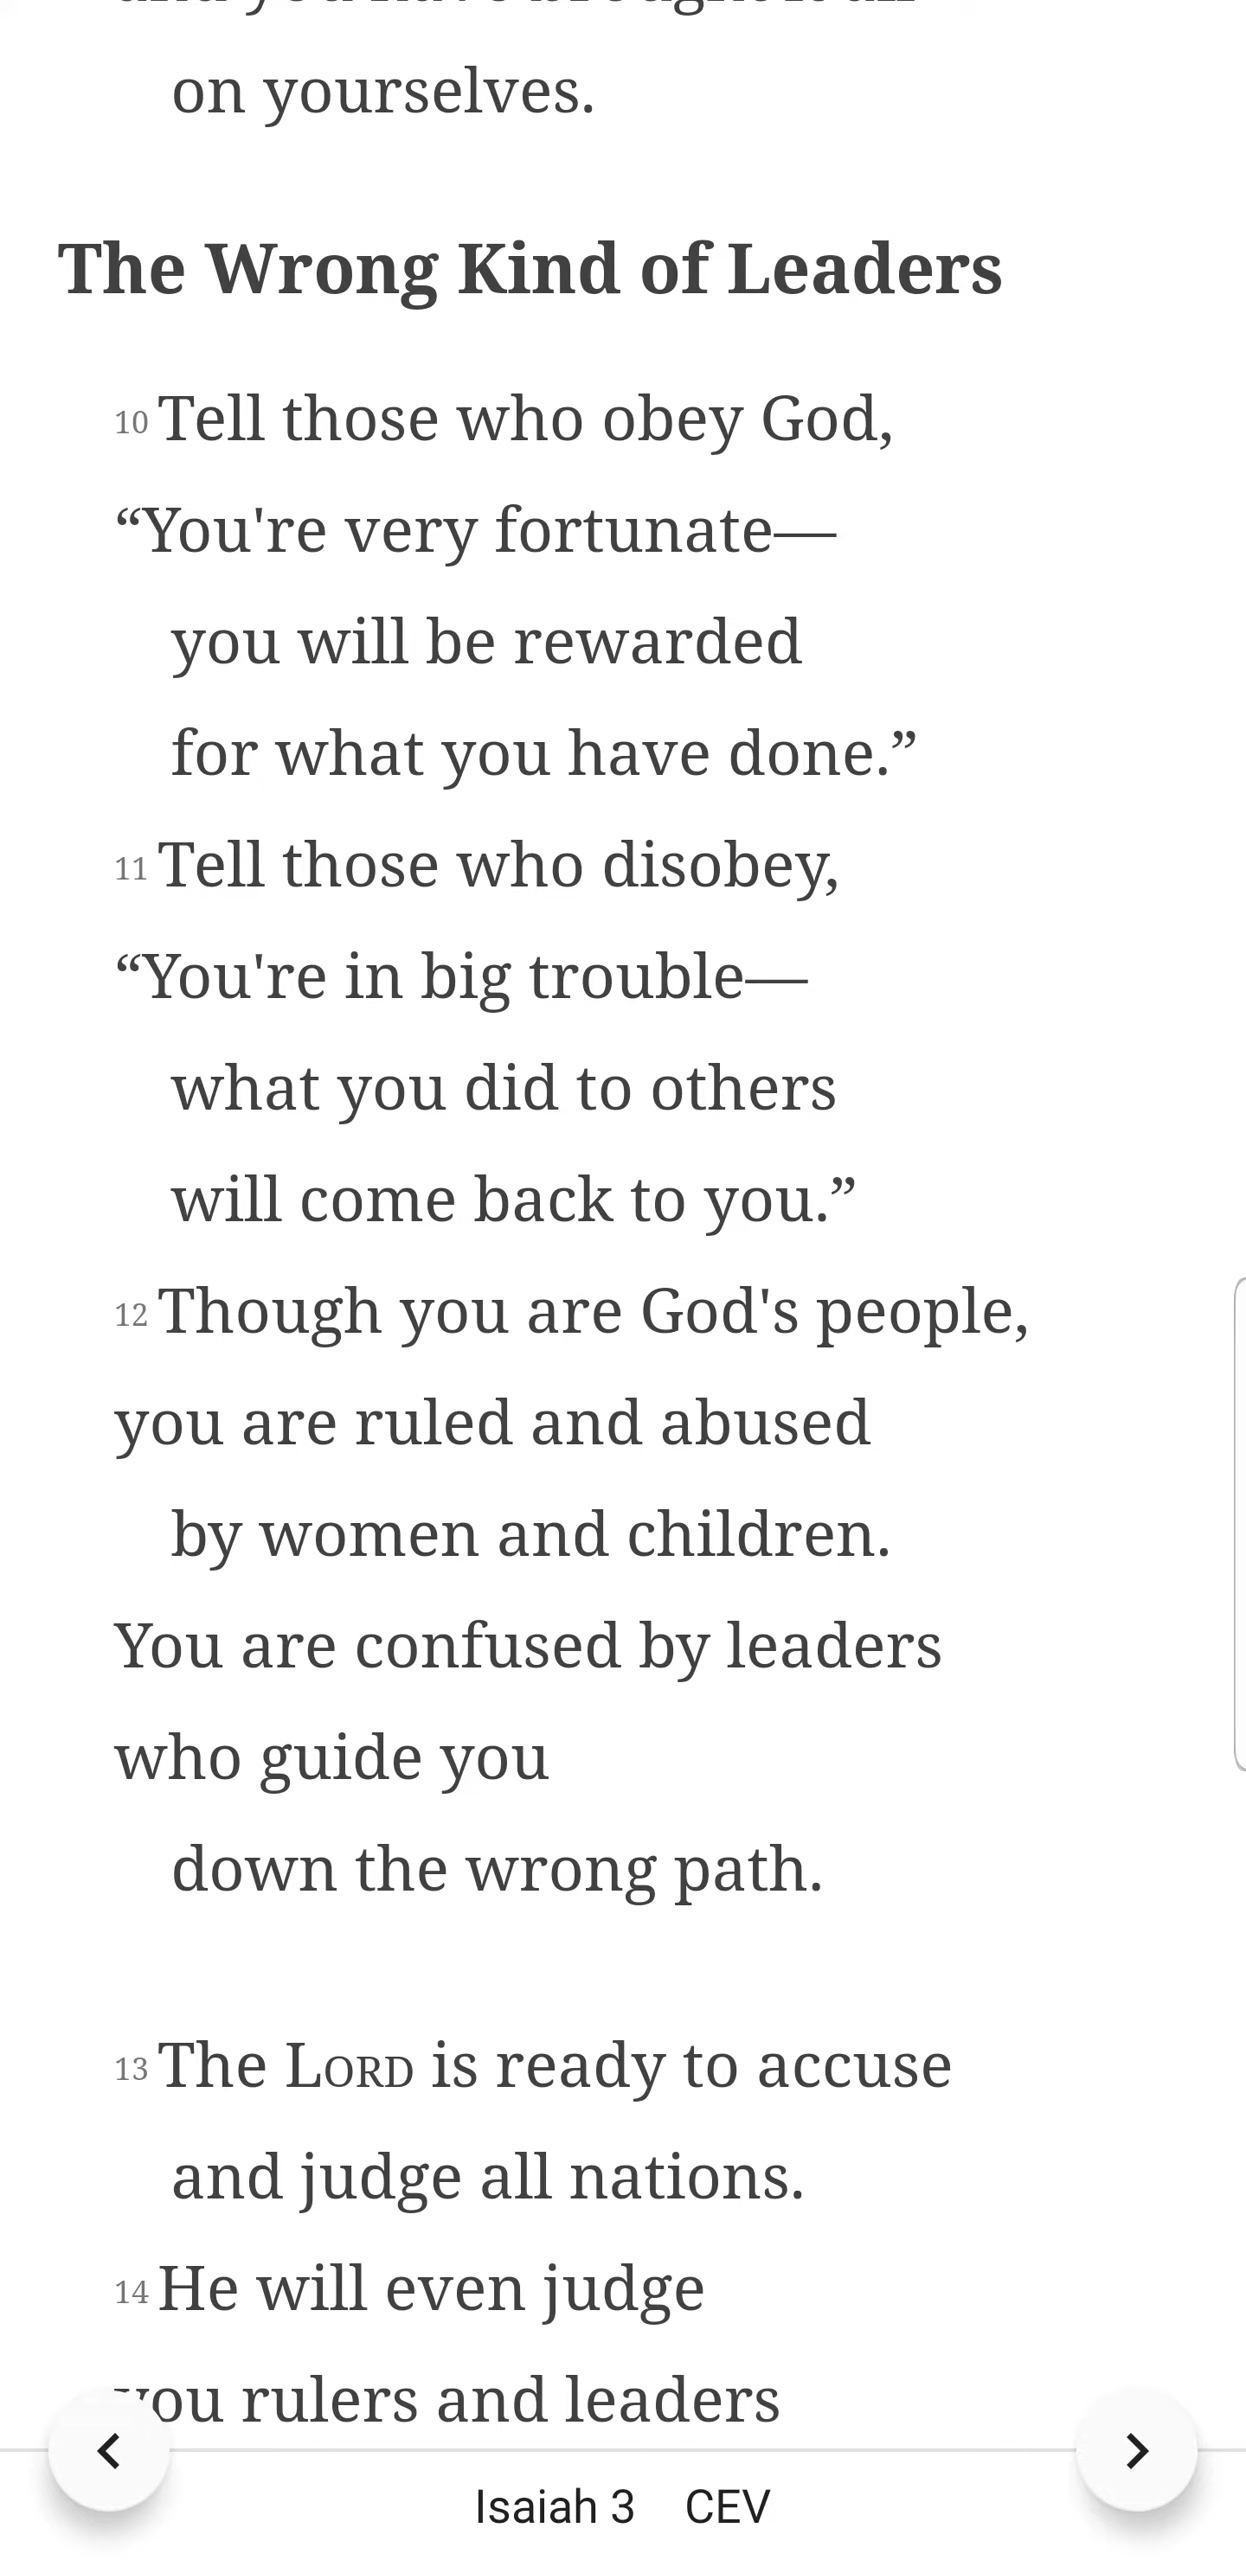 on yourselves.
The Wrong Kind of Leaders
10 Tell those who obey God,
“You're very fortunate—
you will be rewarded
for what you have done.”
11 Tell those who disobey,
“You're in big trouble—
what you did to others
will come back to you.”
12 Though you are God's people,
you are ruled and abused
by women and children.
You are confused by leaders
who guide you
down the wrong path.
13 The LORD is ready to accuse
and judge all nations.
14 He will even judge
you rulers and leaders
Isaiah 3 CEV